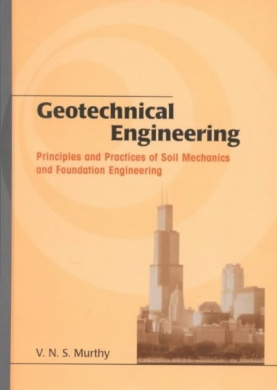 Geotechnical
Engineering
Principles and Practices of Soil Mechanics
and Foundation Engineering
V. N. S. Murthy